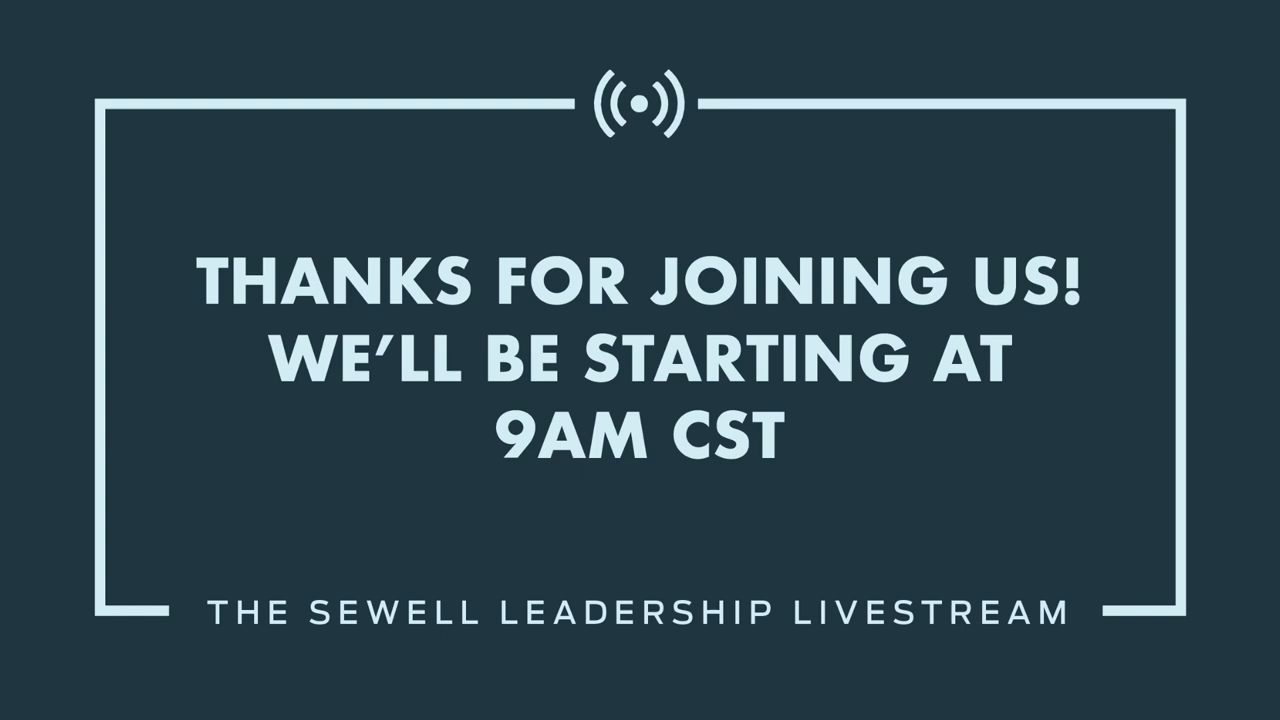 THANKS FOR JOINING US!
WE’LL BE STARTING AT
9AM CST
THE SEWELL LEADERSHIP LIVESTREAM